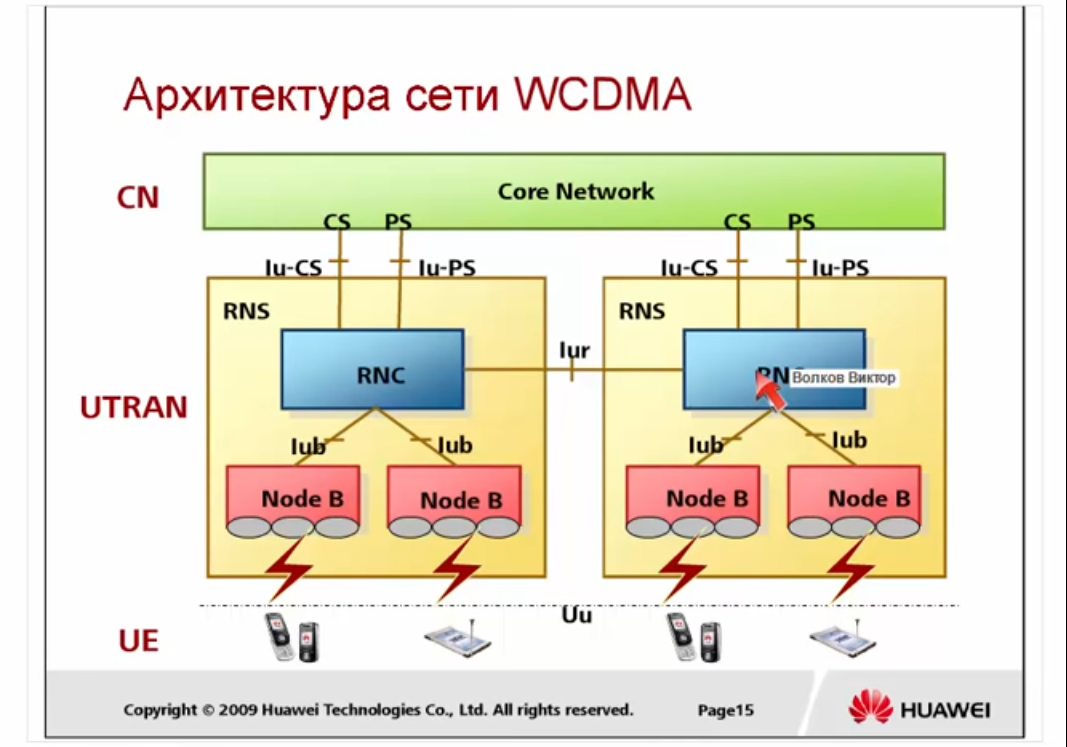 Архитектура сети WCDMA
CN
Core Network
CS PS CS PS
Iu-CS Iu-PS Iu-CS Iu-PS
RNS RNS
Iur
RNC RNC
Волков Виктор
UTRAN
Iub Iub Iub Iub
Node B Node B Node B Node B
Uu
UE
Copyright © 2009 Huawei Technologies Co., Ltd. All rights reserved. Page15 HUAWEI